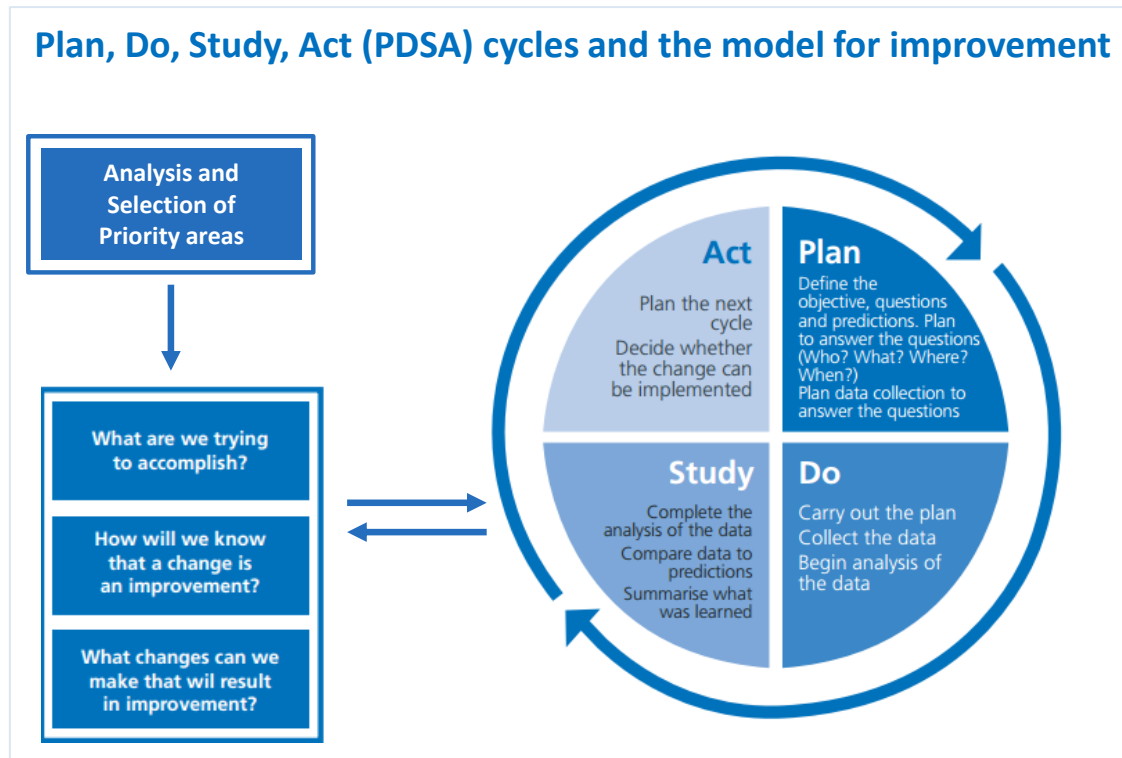 Plan, Do, Study, Act (PDSA) cycles and the model for improvement
Analysis and
Selection of
Priority areas
What are we trying
to accomplish?
How will we know
that a change is
an improvement?
What changes can we
make that wil result
in improvement?
Act
Plan the next
cycle
Decide whether
the change can
be implemented
Plan
Define the
objective, questions
and predictions. Plan
to answer the questions
(Who? What? Where?
When?)
Plan data collection to
answer the questions
Study
Complete the
analysis of the data
Compare data to
predictions
Summarise what
was learned
Do
Carry out the plan
Collect the data
Begin analysis of
the data